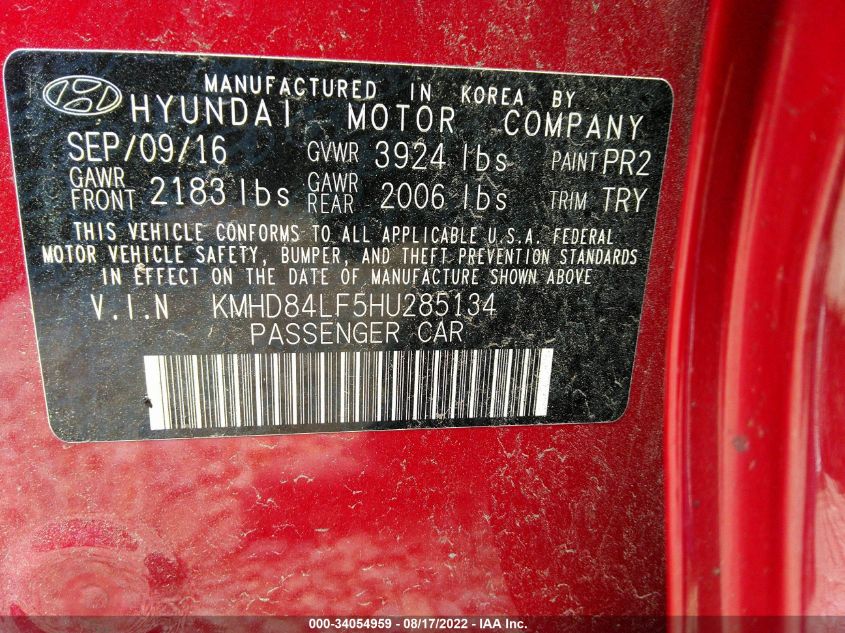 MANUFACTURED IN KOREA BY
HYUNDAI MOTOR COMPANY
SEP/09/16 GVWR 3924 lbs PAINT PR2
GAWR FRONT 2183 lbs GAWR REAR 2006 lbs TRIM TRY
THIS VEHICLE CONFORMS TO ALL APPLICABLE U.S.A. FEDERAL
MOTOR VEHICLE SAFETY, BUMPER, AND THEFT PREVENTION STANDARDS
IN EFFECT ON THE DATE OF MANUFACTURE SHOWN ABOVE
V.I.N KMHD84LF5HU285134
PASSENGER CAR
000-34054959 - 08/17/2022 - IAA Inc.